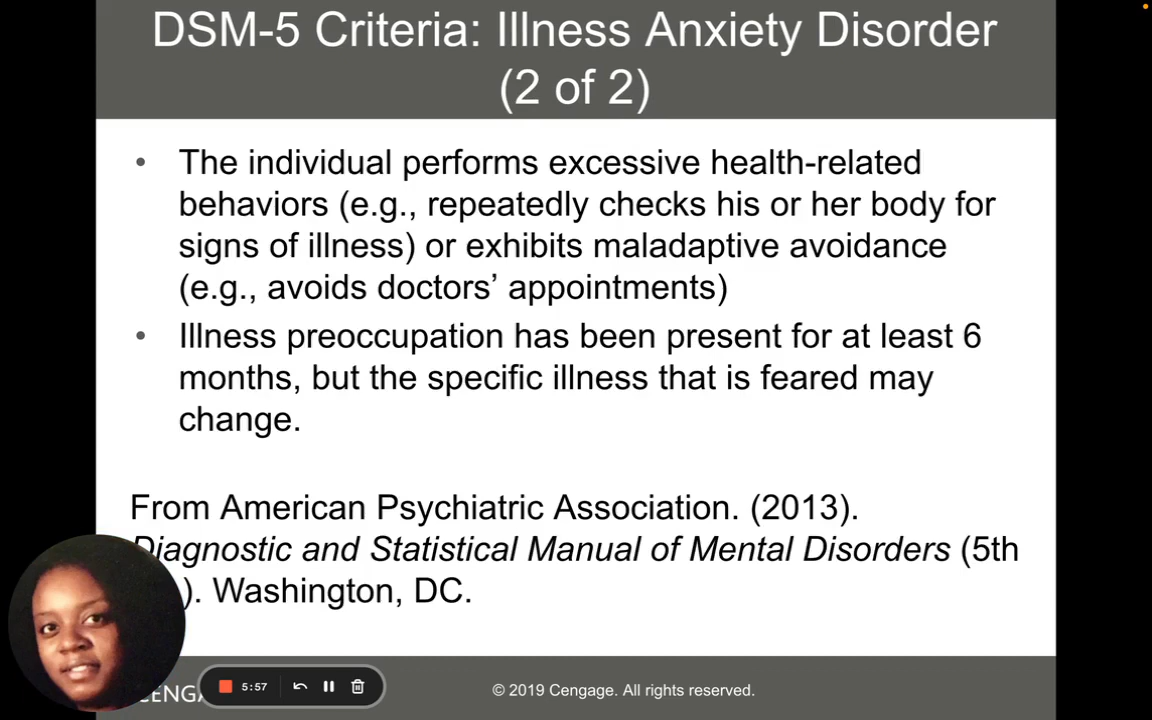 DSM-5 Criteria: Illness Anxiety Disorder
(2 of 2)
• The individual performs excessive health-related
behaviors (e.g., repeatedly checks his or her body for
signs of illness) or exhibits maladaptive avoidance
(e.g., avoids doctors’ appointments)
• Illness preoccupation has been present for at least 6
months, but the specific illness that is feared may
change.
From American Psychiatric Association. (2013).
Diagnostic and Statistical Manual of Mental Disorders (5th
). Washington, DC.
5:57
© 2019 Cengage. All rights reserved.